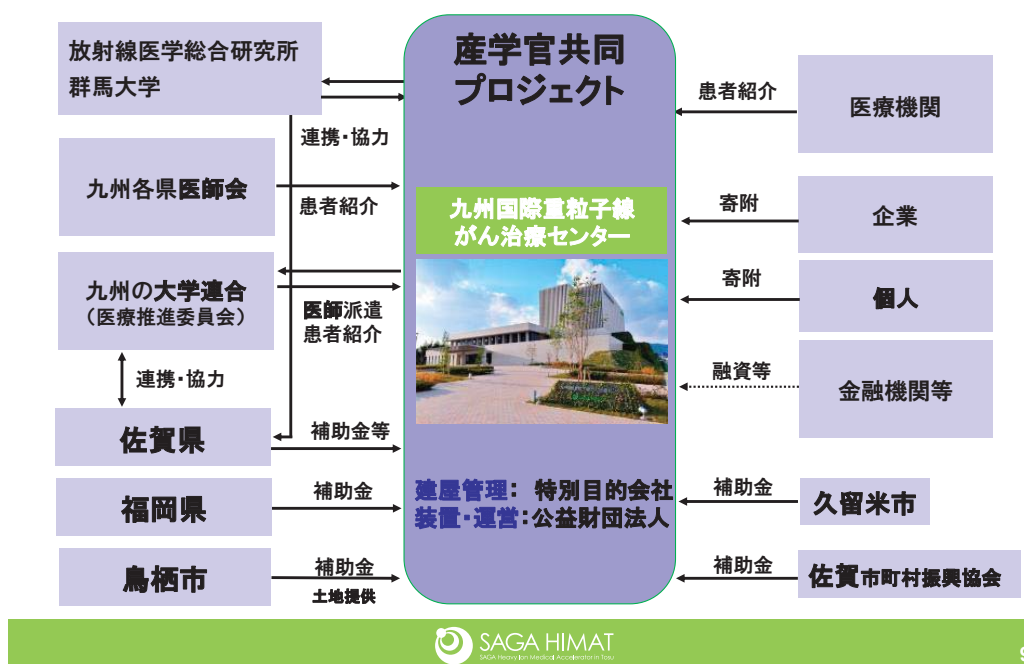 産学官共同
プロジェクト
九州国際重粒子線
がん治療センター
建屋管理： 特別目的会社
装置・運営：公益財団法人
放射線医学総合研究所
群馬大学
連携・協力
九州各県医師会
患者紹介
九州の大学連合
（医療推進委員会）
医師派遣
患者紹介
連携・協力
佐賀県
補助金等
福岡県
補助金
鳥栖市
補助金
土地提供
患者紹介
医療機関
寄附
企業
寄附
個人
融資等
金融機関等
補助金
久留米市
補助金
佐賀市町村振興協会
SAGA HIMAT
SAGA Heavy Ion Medical Accelerator in Tosu